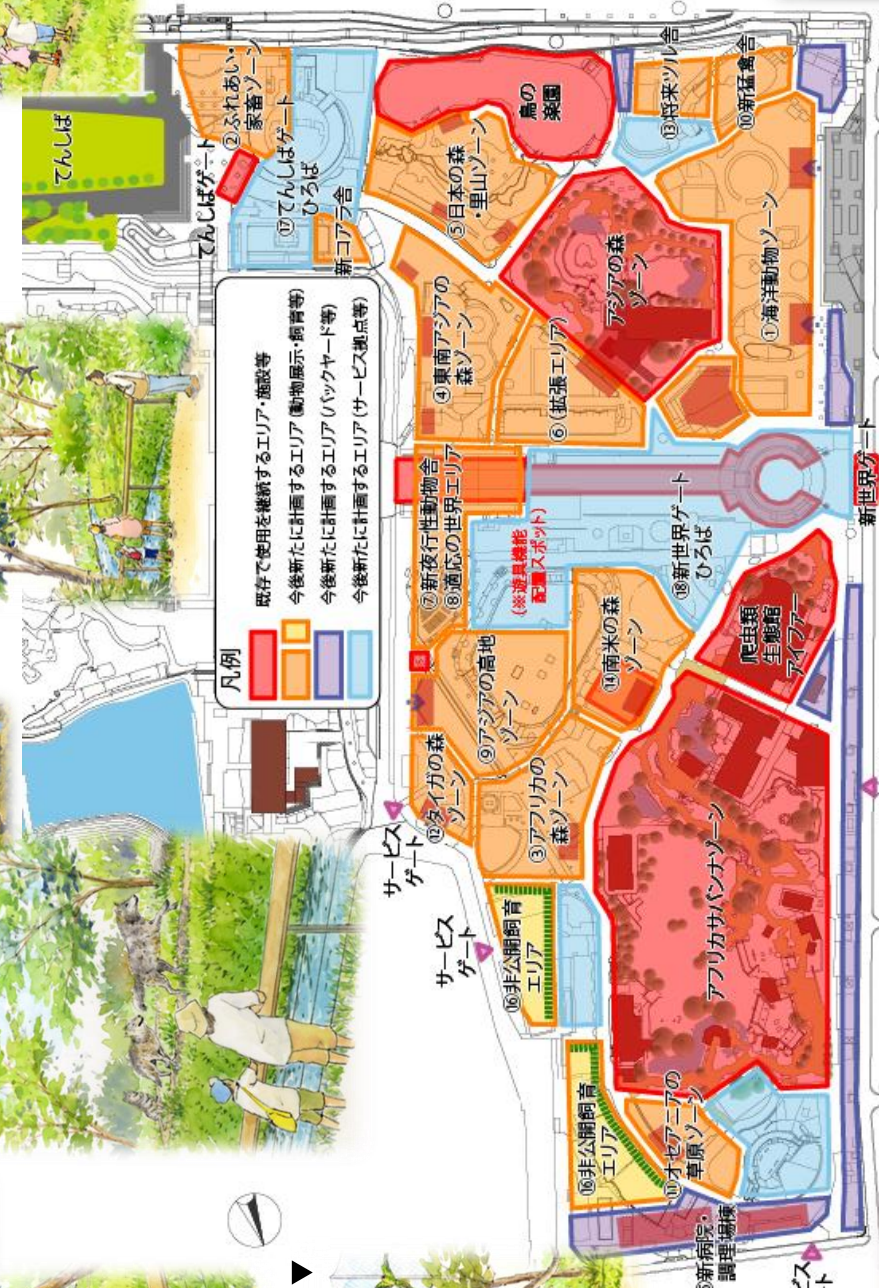 てんしば
②ふれあい・
家畜ゾーン
てんしばゲート
⑰てんしばゲート
ひろば
新コアラ舎
鳥の
楽園
⑬将来ツル舎
⑩新猛禽舎
⑤日本の森
・里山ゾーン
アジアの森
ゾーン
①海洋動物ゾーン
④東南アジアの
森ゾーン
⑥(拡張エリア)
凡例
既存で使用を継続するエリア・施設等
今後新たに計画するエリア(動物展示・飼育等)
今後新たに計画するエリア(バックヤード等)
今後新たに計画するエリア(サービス拠点等)
⑦新夜行性動物舎
⑧適応の世界エリア
(※遊具機能
配置スポット)
⑱新世界ゲート
ひろば
新世界ゲート
⑨アジアの高地
ゾーン
⑭南米の森
ゾーン
爬虫類
生態館
アイファー
⑫タイガの森
ゾーン
③アフリカの
森ゾーン
サービス
ゲート
サービス
ゲート
⑯非公開飼育
エリア
アフリカサバンナゾーン
⑯非公開飼育
エリア
⑪オセアニアの
草原ゾーン
新病院・
調理場棟